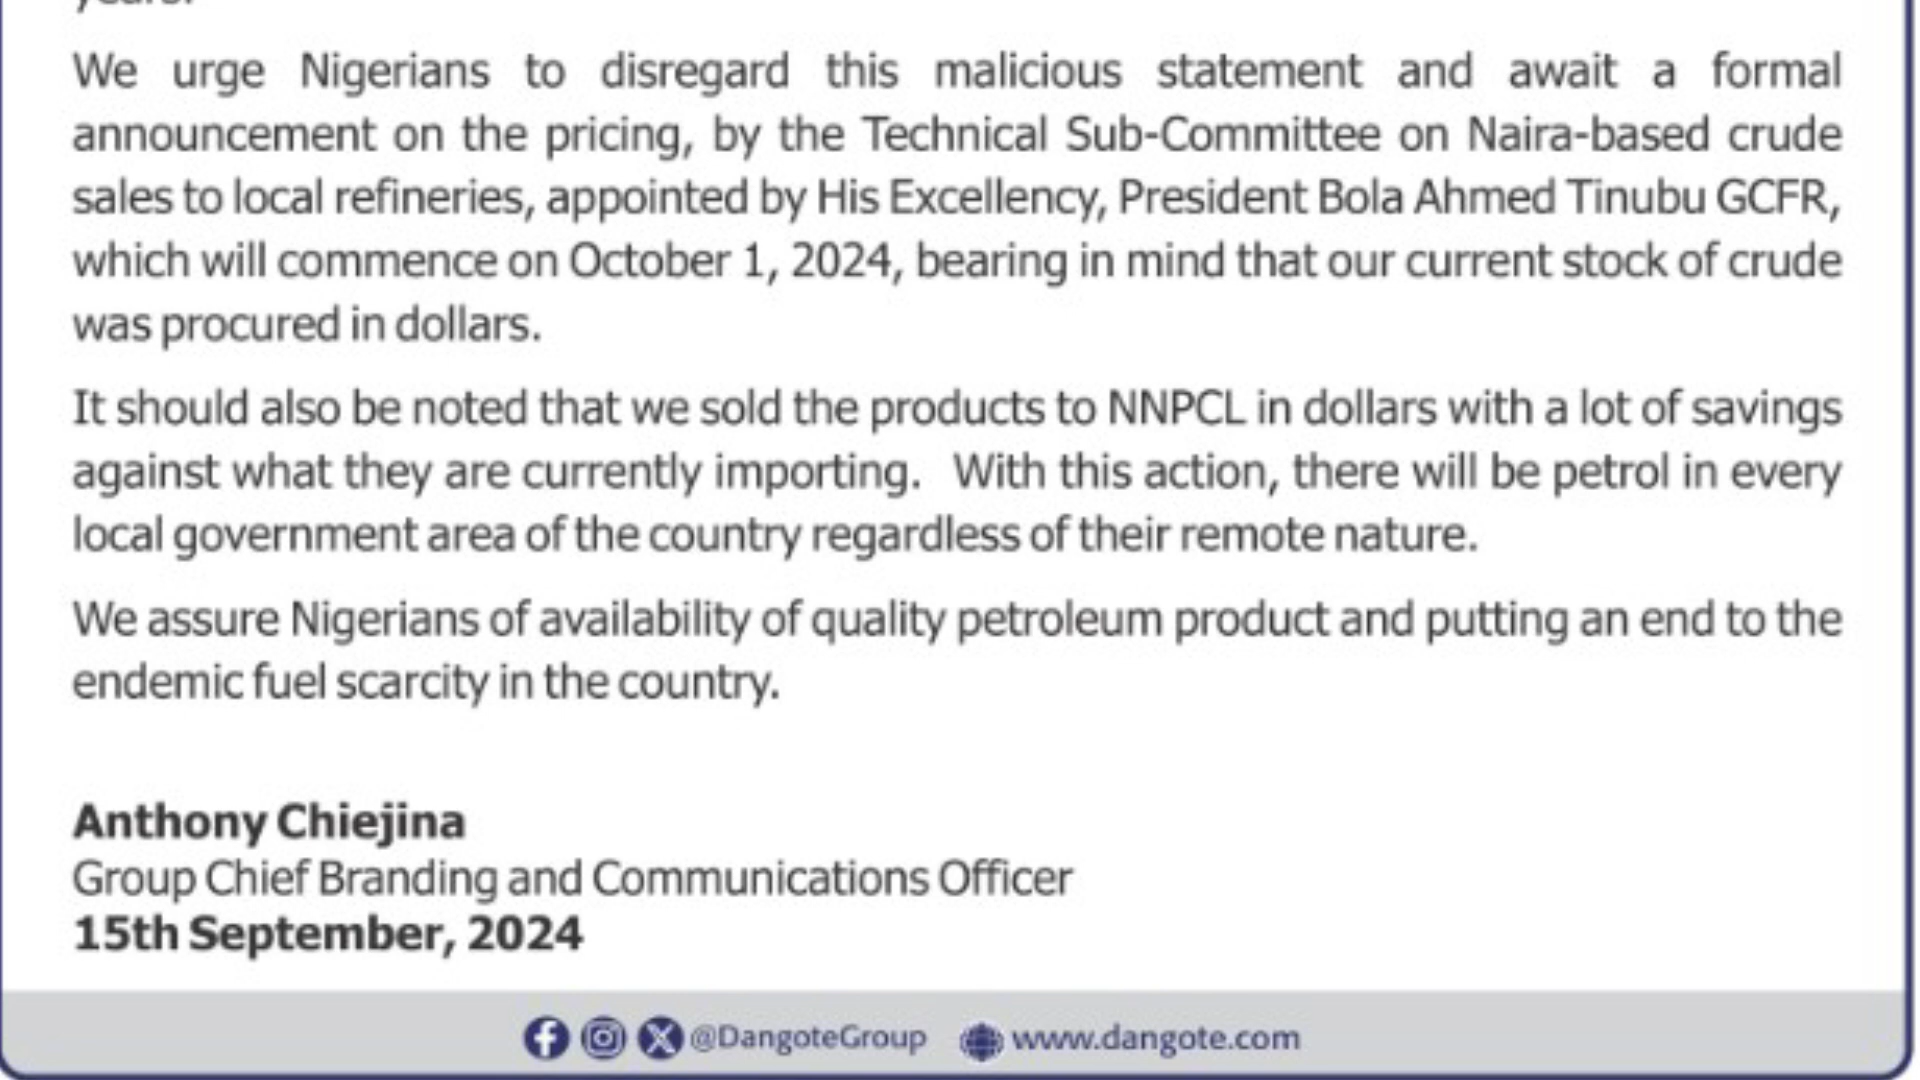 years.
We urge Nigerians to disregard this malicious statement and await a formal
announcement on the pricing, by the Technical Sub-Committee on Naira-based crude
sales to local refineries, appointed by His Excellency, President Bola Ahmed Tinubu GCFR,
which will commence on October 1, 2024, bearing in mind that our current stock of crude
was procured in dollars.
It should also be noted that we sold the products to NNPCL in dollars with a lot of savings
against what they are currently importing.  With this action, there will be petrol in every
local government area of the country regardless of their remote nature.
We assure Nigerians of availability of quality petroleum product and putting an end to the
endemic fuel scarcity in the country.
Anthony Chiejina
Group Chief Branding and Communications Officer
15th September, 2024
@DangoteGroup www.dangote.com